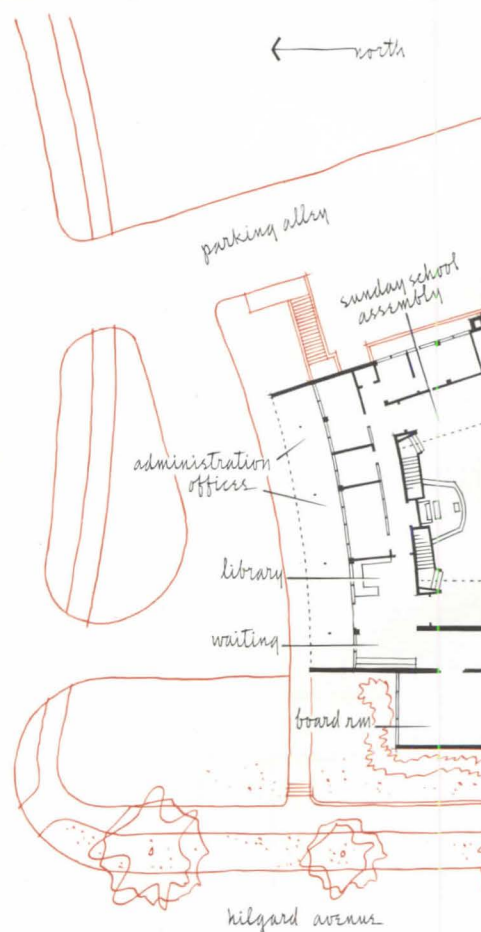 north
parking alley
sunday school
assembly
administration
offices
library
waiting
board rm
hilgard avenue